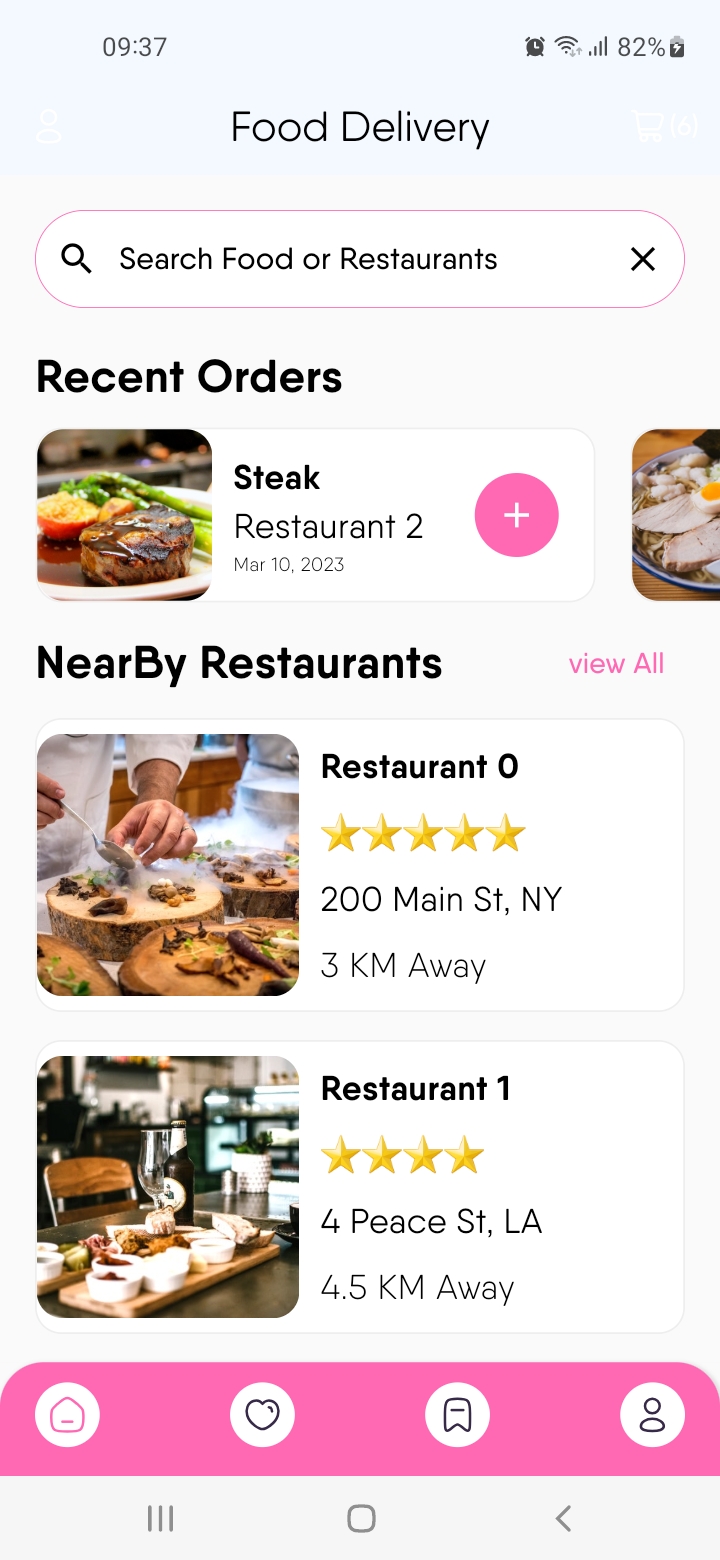 09:37
82%
Food Delivery
(6)
Search Food or Restaurants
Recent Orders
Steak
Restaurant 2
Mar 10, 2023
NearBy Restaurants
view All
Restaurant 0
200 Main St, NY
3 KM Away
Restaurant 1
4 Peace St, LA
4.5 KM Away